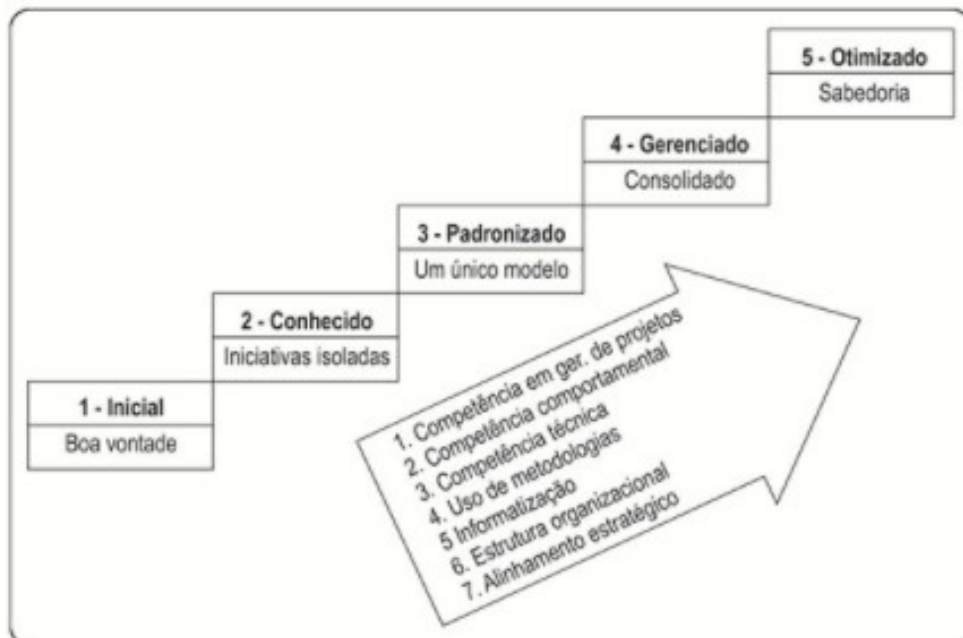 5 - Otimizado
Sabedoria
4 - Gerenciado
Consolidado
3 - Padronizado
Um único modelo
2 - Conhecido
Iniciativas isoladas
1 - Inicial
Boa vontade
1. Competência em ger. de projetos
2. Competência comportamental
3. Competência técnica
4. Uso de metodologias
5 Informatização
6. Estrutura organizacional
7. Alinhamento estratégico